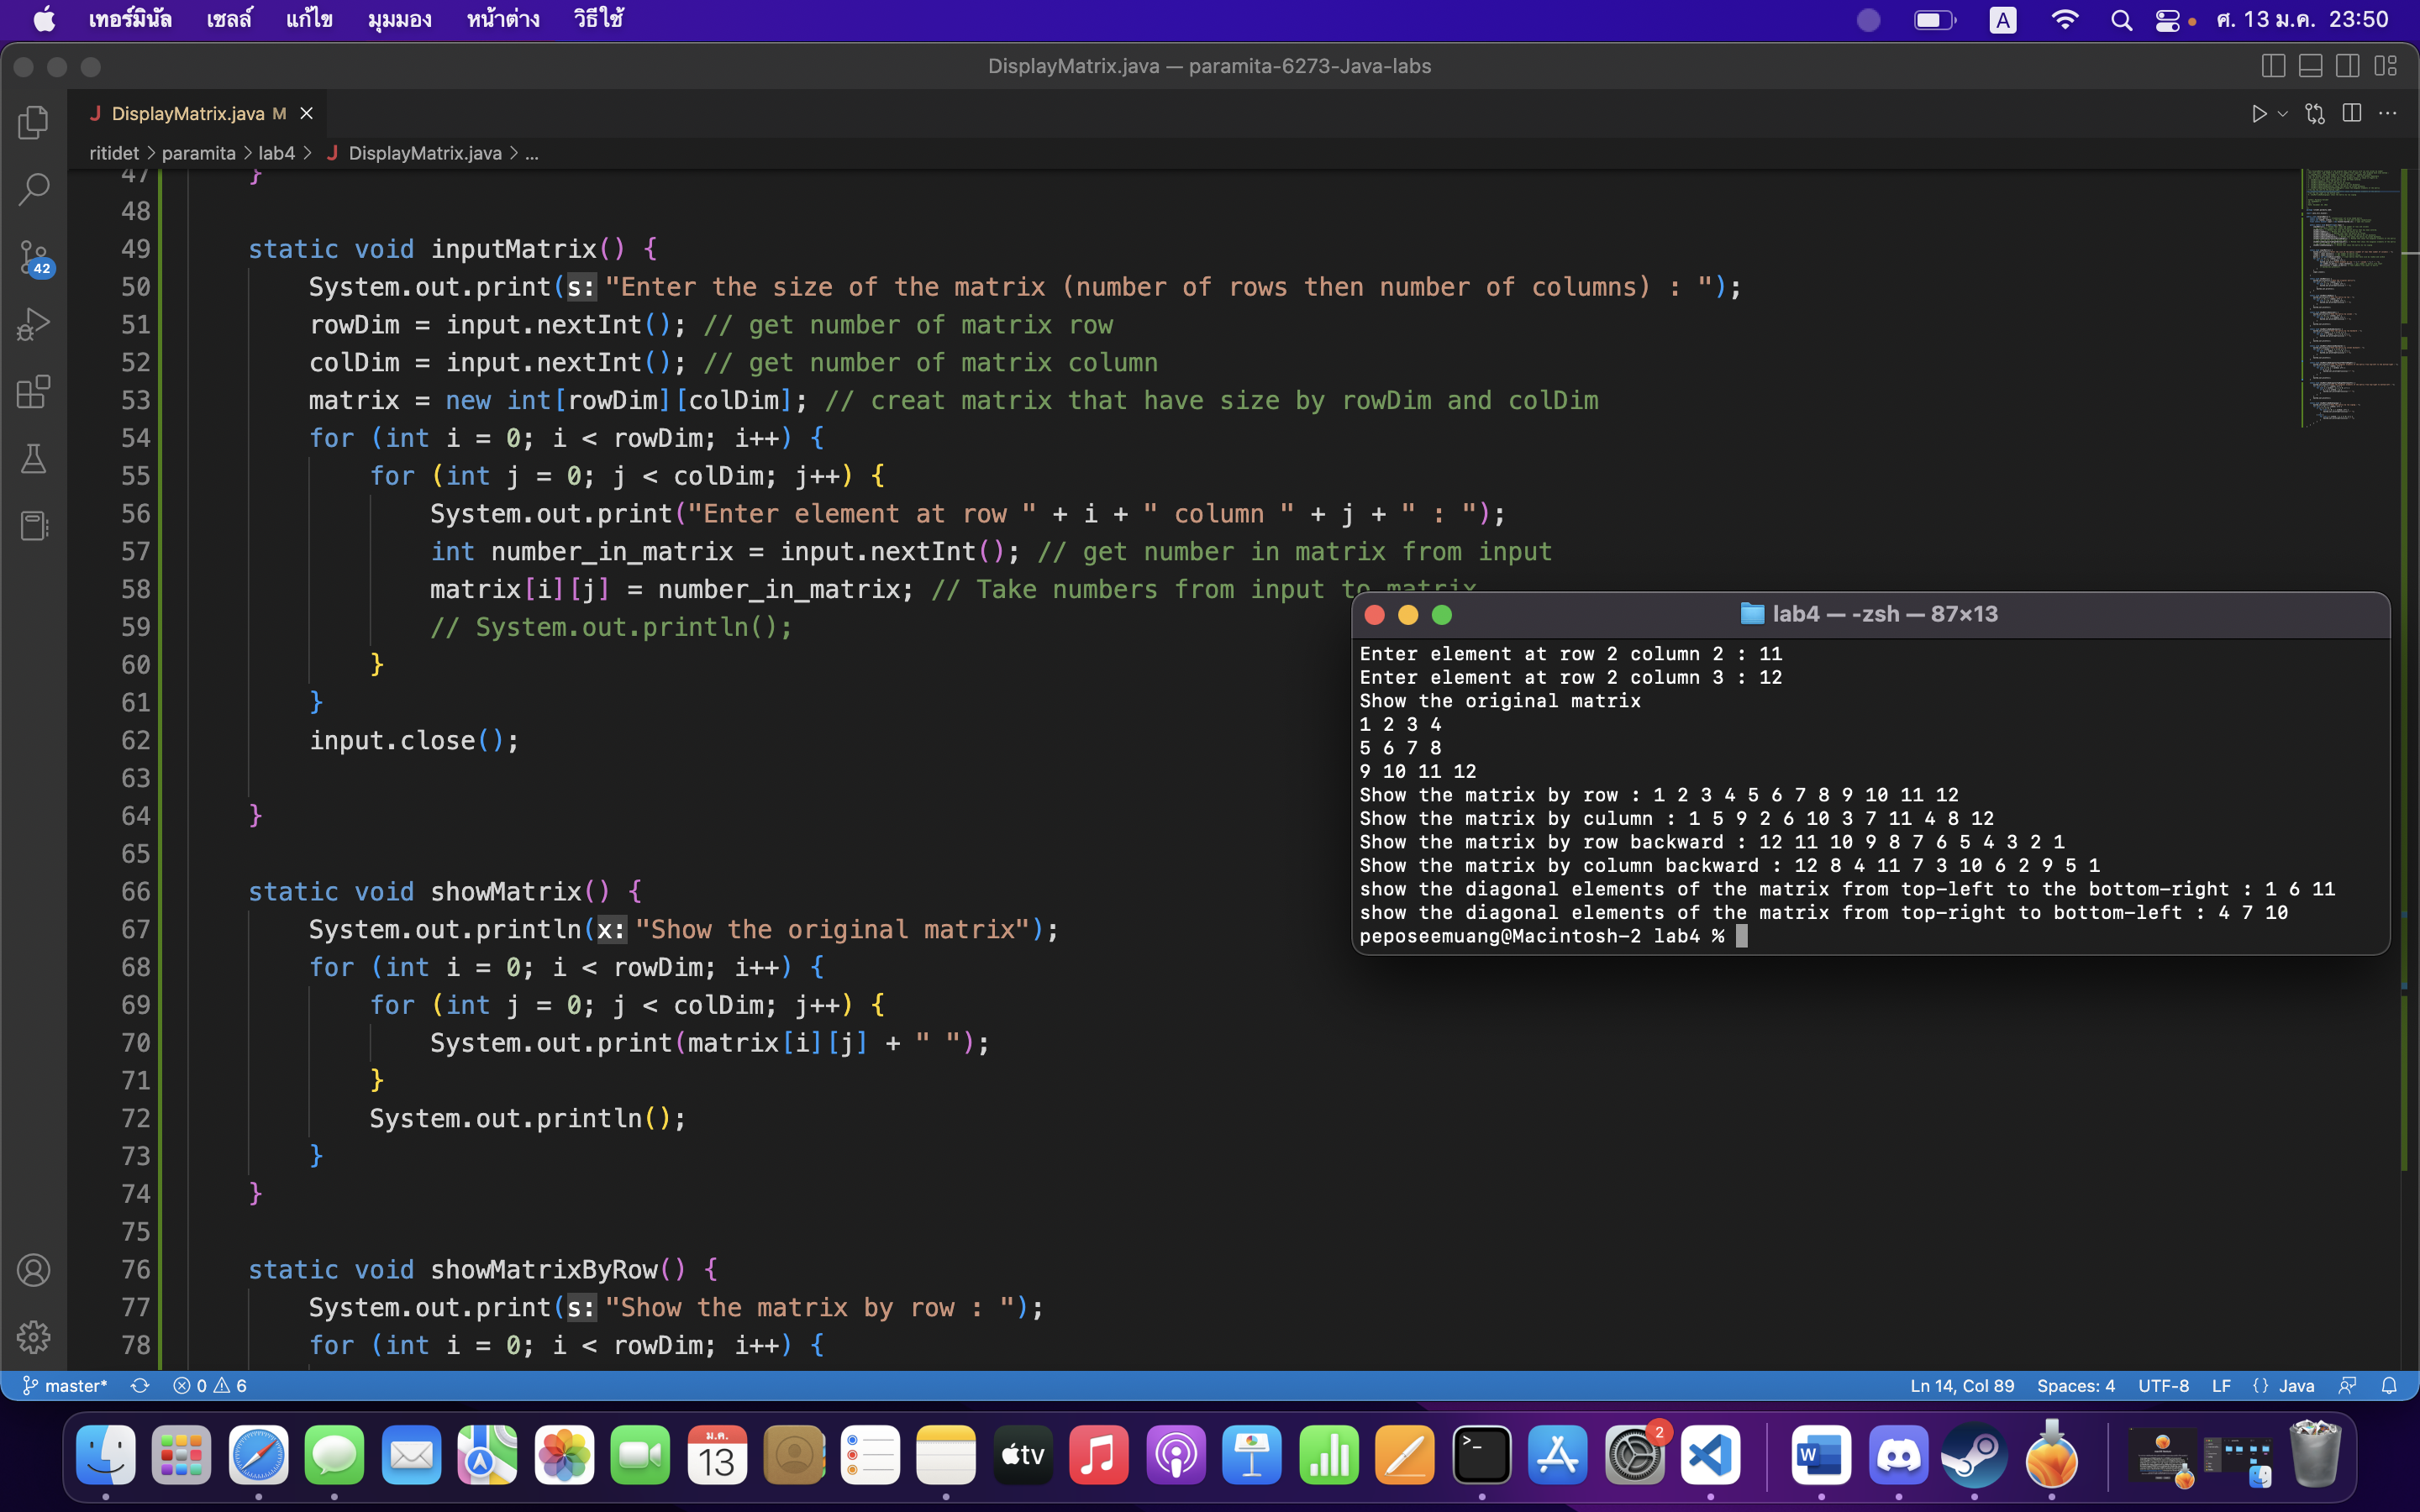 เทอร์มินัล เชลล์ แก้ไข มุมมอง หน้าต่าง วิธีใช้ A ศ. 13 ม.ค. 23:50
DisplayMatrix.java — paramita-6273-Java-labs
J DisplayMatrix.java M
ritidet > paramita > lab4 > J DisplayMatrix.java > ...
47 }
48
49 static void inputMatrix() {
50 System.out.print(s: "Enter the size of the matrix (number of rows then number of columns) : ");
51 rowDim = input.nextInt(); // get number of matrix row
52 colDim = input.nextInt(); // get number of matrix column
53 matrix = new int[rowDim][colDim]; // creat matrix that have size by rowDim and colDim
54 for (int i = 0; i < rowDim; i++) {
55 for (int j = 0; j < colDim; j++) {
56 System.out.print("Enter element at row " + i + " column " + j + " : ");
57 int number_in_matrix = input.nextInt(); // get number in matrix from input
58 matrix[i][j] = number_in_matrix; // Take numbers from input to matrix
59 // System.out.println();
60 }
61 }
62 input.close();
63
64 }
65
66 static void showMatrix() {
67 System.out.println(x: "Show the original matrix");
68 for (int i = 0; i < rowDim; i++) {
69 for (int j = 0; j < colDim; j++) {
70 System.out.print(matrix[i][j] + " ");
71 }
72 System.out.println();
73 }
74 }
75
76 static void showMatrixByRow() {
77 System.out.print(s: "Show the matrix by row : ");
78 for (int i = 0; i < rowDim; i++) {
42
lab4 — -zsh — 87×13
Enter element at row 2 column 2 : 11
Enter element at row 2 column 3 : 12
Show the original matrix
1 2 3 4
5 6 7 8
9 10 11 12
Show the matrix by row : 1 2 3 4 5 6 7 8 9 10 11 12
Show the matrix by culumn : 1 5 9 2 6 10 3 7 11 4 8 12
Show the matrix by row backward : 12 11 10 9 8 7 6 5 4 3 2 1
Show the matrix by column backward : 12 8 4 11 7 3 10 6 2 9 5 1
show the diagonal elements of the matrix from top-left to the bottom-right : 1 6 11
show the diagonal elements of the matrix from top-right to bottom-left : 4 7 10
peposeemuang@Macintosh-2 lab4 %
master* 0 6 Ln 14, Col 89 Spaces: 4 UTF-8 LF {} Java
ม.ค.
13
tv
>_
2
W